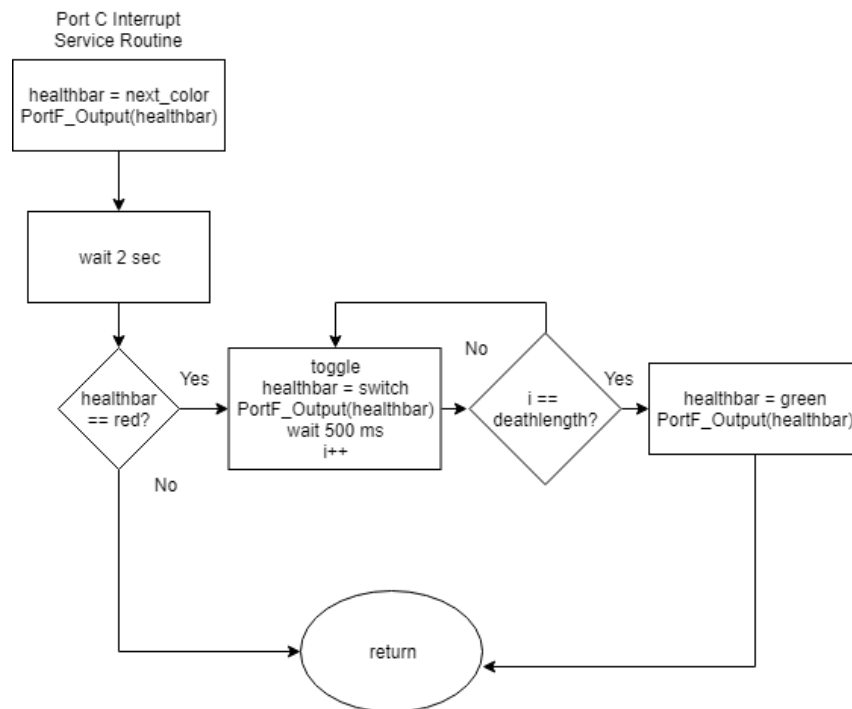 Port C Interrupt
Service Routine
healthbar = next_color
PortF_Output(healthbar)
wait 2 sec
healthbar
== red?
Yes
No
toggle
healthbar = switch
PortF_Output(healthbar)
wait 500 ms
i++
No
i ==
deathlength?
Yes
healthbar = green
PortF_Output(healthbar)
return